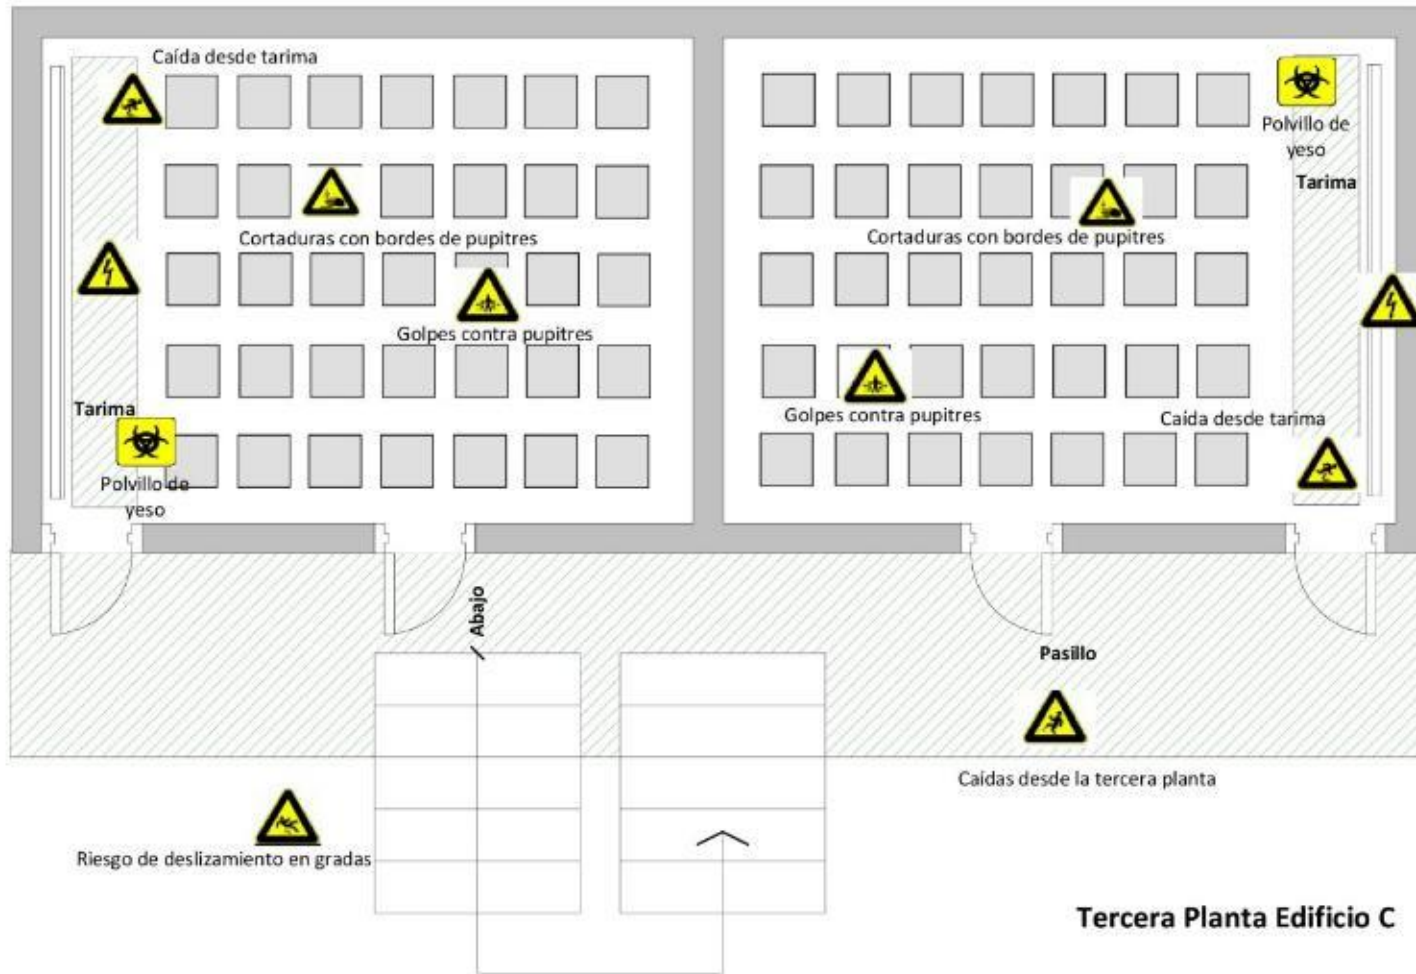 Caída desde tarima
Polvillo de
yeso
Tarima
Cortaduras con bordes de pupitres
Cortaduras con bordes de pupitres
Golpes contra pupitres
Tarima
Golpes contra pupitres
Caída desde tarima
Polvillo de
yeso
Abajo
Pasillo
Caídas desde la tercera planta
Riesgo de deslizamiento en gradas
Tercera Planta Edificio C